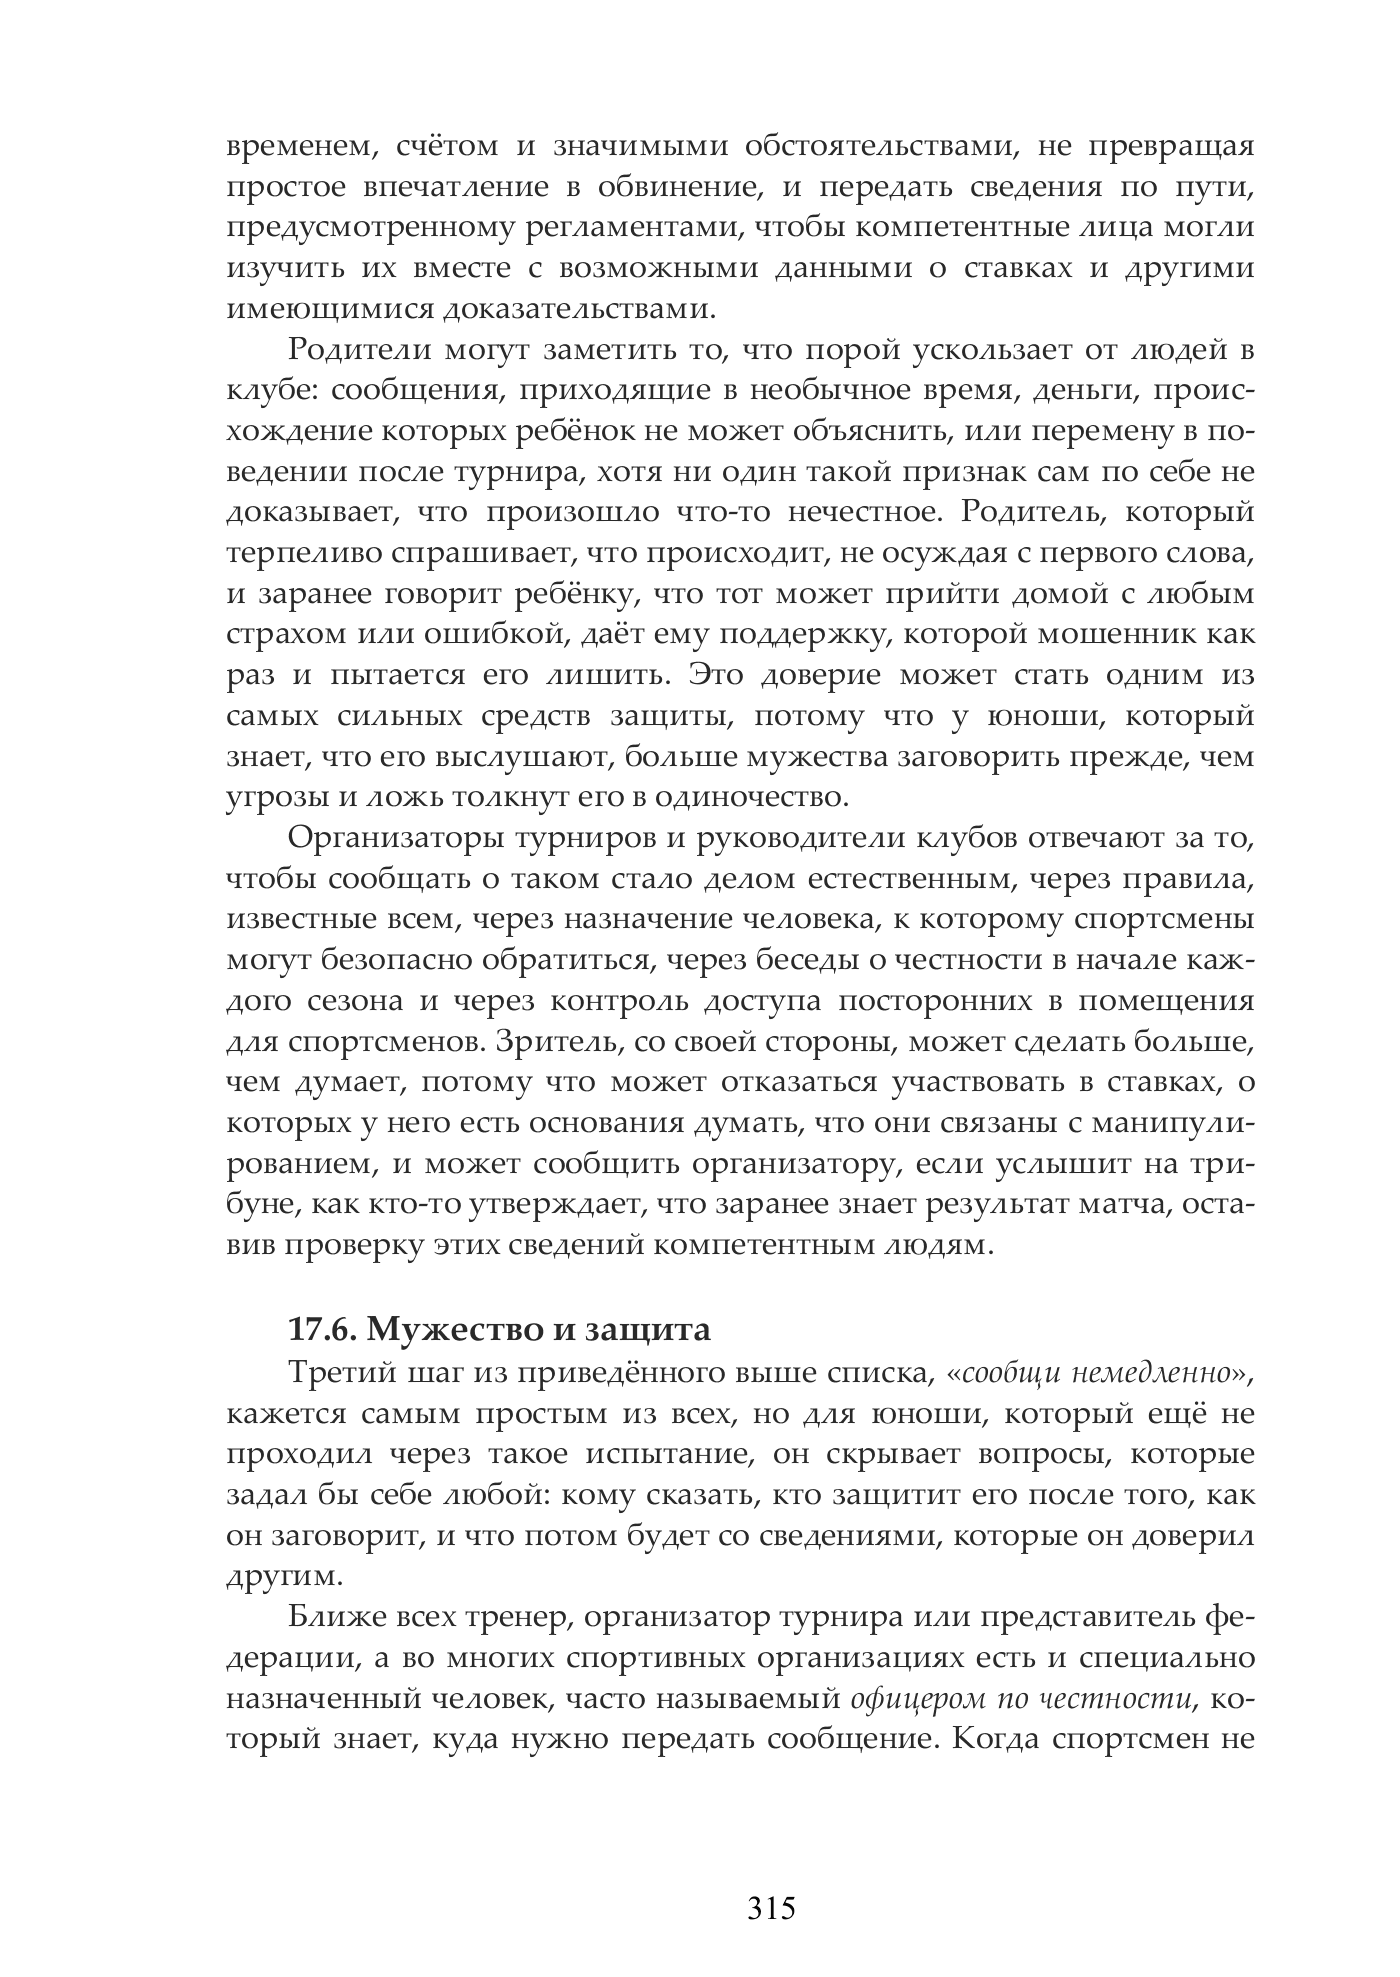 временем, счётом и значимыми обстоятельствами, не превращая
простое впечатление в обвинение, и передать сведения по пути,
предусмотренному регламентами, чтобы компетентные лица могли
изучить их вместе с возможными данными о ставках и другими
имеющимися доказательствами.
Родители могут заметить то, что порой ускользает от людей в
клубе: сообщения, приходящие в необычное время, деньги, проис-
хождение которых ребёнок не может объяснить, или перемену в по-
ведении после турнира, хотя ни один такой признак сам по себе не
доказывает, что произошло что-то нечестное. Родитель, который
терпеливо спрашивает, что происходит, не осуждая с первого слова,
и заранее говорит ребёнку, что тот может прийти домой с любым
страхом или ошибкой, даёт ему поддержку, которой мошенник как
раз и пытается его лишить. Это доверие может стать одним из
самых сильных средств защиты, потому что у юноши, который
знает, что его выслушают, больше мужества заговорить прежде, чем
угрозы и ложь толкнут его в одиночество.
Организаторы турниров и руководители клубов отвечают за то,
чтобы сообщать о таком стало делом естественным, через правила,
известные всем, через назначение человека, к которому спортсмены
могут безопасно обратиться, через беседы о честности в начале каж-
дого сезона и через контроль доступа посторонних в помещения
для спортсменов. Зритель, со своей стороны, может сделать больше,
чем думает, потому что может отказаться участвовать в ставках, о
которых у него есть основания думать, что они связаны с манипули-
рованием, и может сообщить организатору, если услышит на три-
буне, как кто-то утверждает, что заранее знает результат матча, оста-
вив проверку этих сведений компетентным людям.
17.6. Мужество и защита
Третий шаг из приведённого выше списка, «сообщи немедленно»,
кажется самым простым из всех, но для юноши, который ещё не
проходил через такое испытание, он скрывает вопросы, которые
задал бы себе любой: кому сказать, кто защитит его после того, как
он заговорит, и что потом будет со сведениями, которые он доверил
другим.
Ближе всех тренер, организатор турнира или представитель фе-
дерации, а во многих спортивных организациях есть и специально
назначенный человек, часто называемый офицером по честности, ко-
торый знает, куда нужно передать сообщение. Когда спортсмен не
315